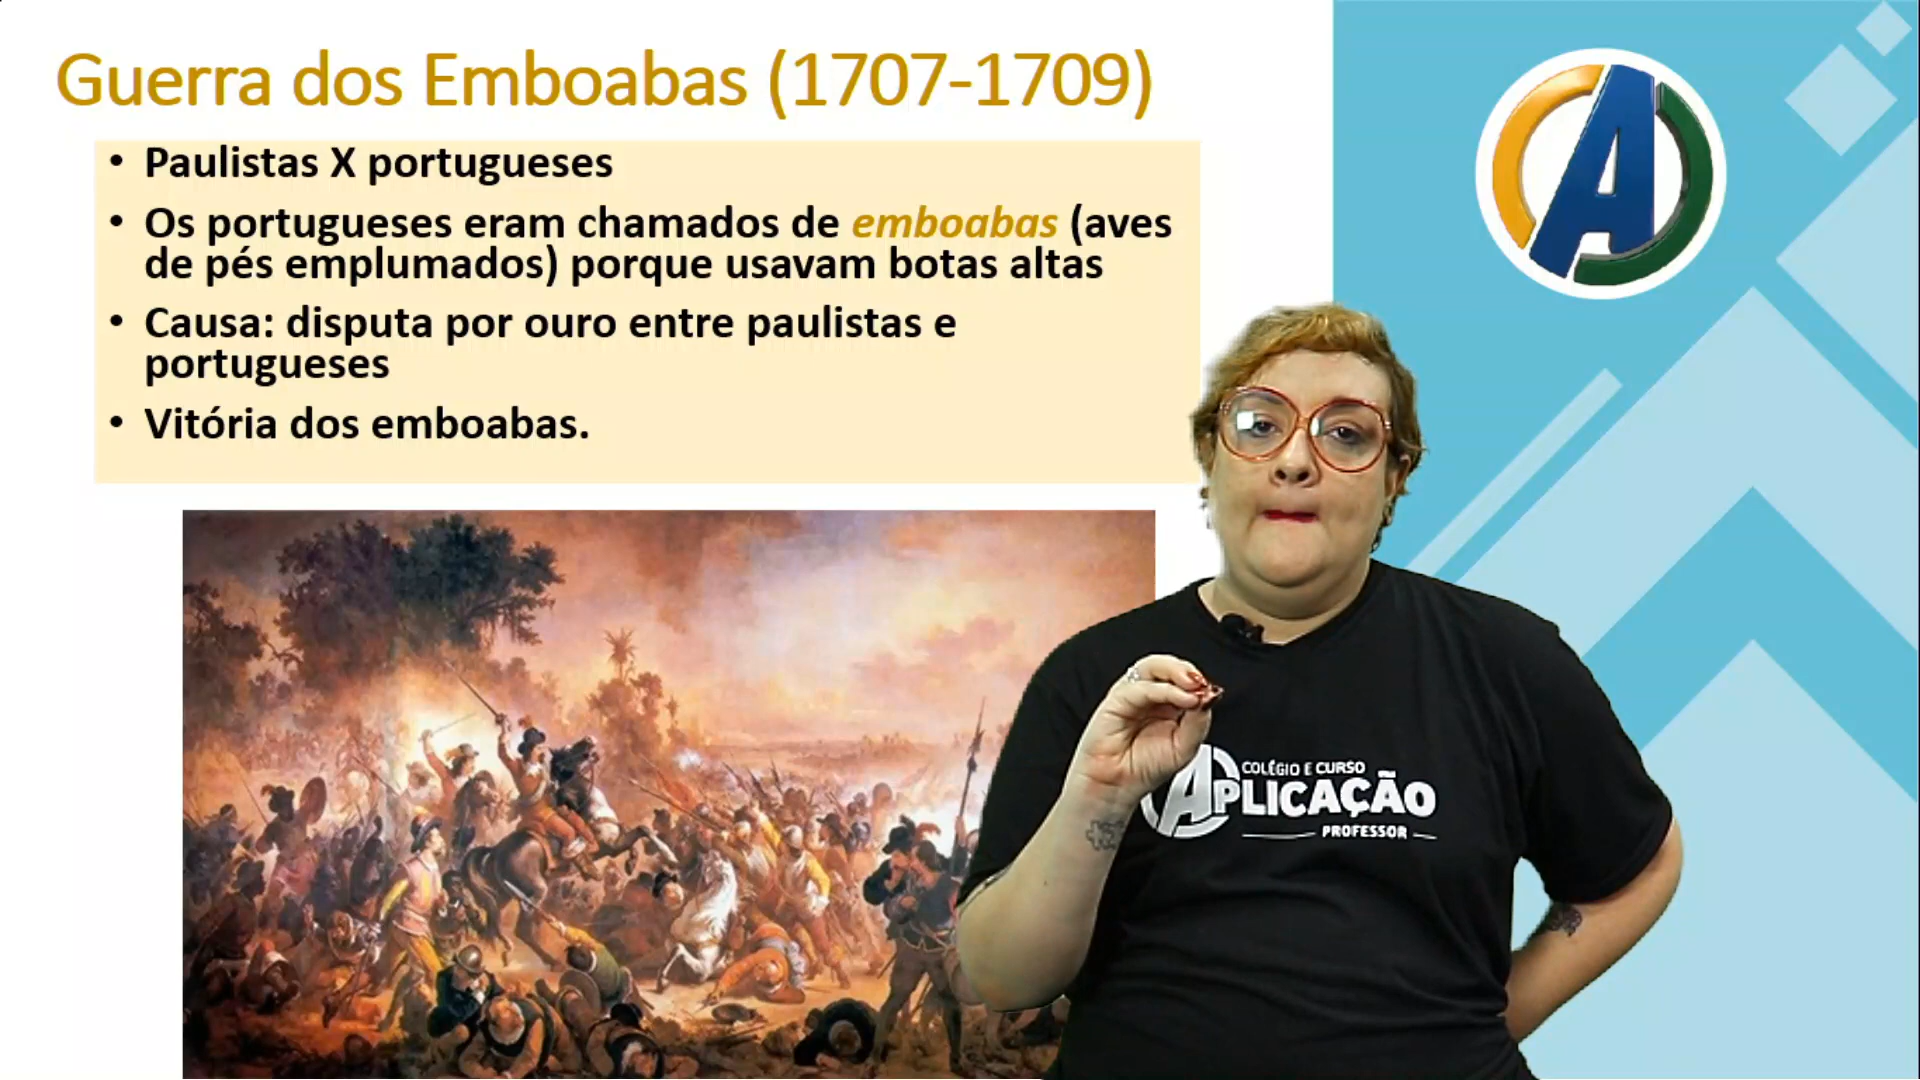 Guerra dos Emboabas (1707-1709)
• Paulistas X portugueses
• Os portugueses eram chamados de emboabas (aves
de pés emplumados) porque usavam botas altas
• Causa: disputa por ouro entre paulistas e
portugueses
• Vitória dos emboabas.
A
COLÉGIO E CURSO
APLICAÇÃO
PROFESSOR